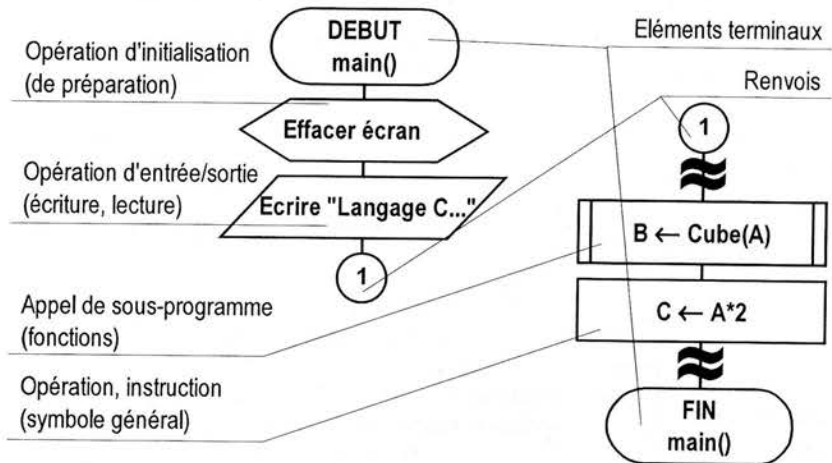 DEBUT
main()
Eléments terminaux
Opération d'initialisation
(de préparation)
Renvois
Effacer écran
1
Opération d'entrée/sortie
(écriture, lecture)
Ecrire "Langage C..."
B ← Cube(A)
1
Appel de sous-programme
(fonctions)
C ← A*2
Opération, instruction
(symbole général)
FIN
main()